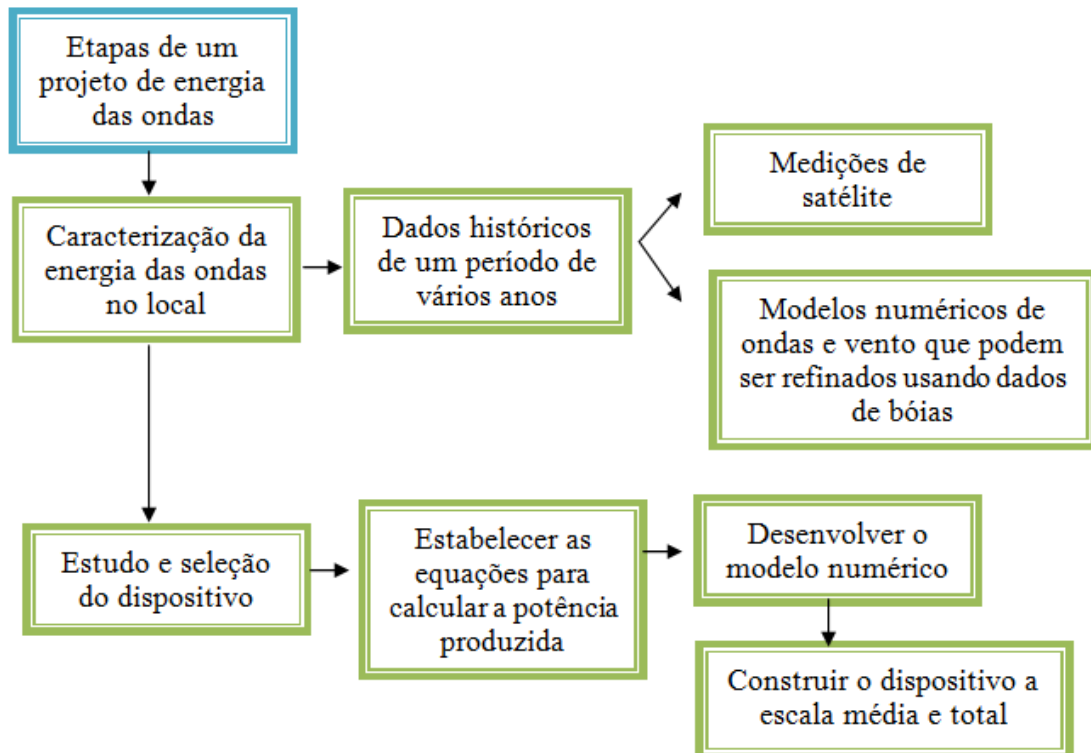 Etapas de um
projeto de energia
das ondas
Caracterização da
energia das ondas
no local
Dados históricos
de um período de
vários anos
Medições de
satélite
Modelos numéricos de
ondas e vento que podem
ser refinados usando dados
de bóias
Estudo e seleção
do dispositivo
Estabelecer as
equações para
calcular a potência
produzida
Desenvolver o
modelo numérico
Construir o dispositivo a
escala média e total